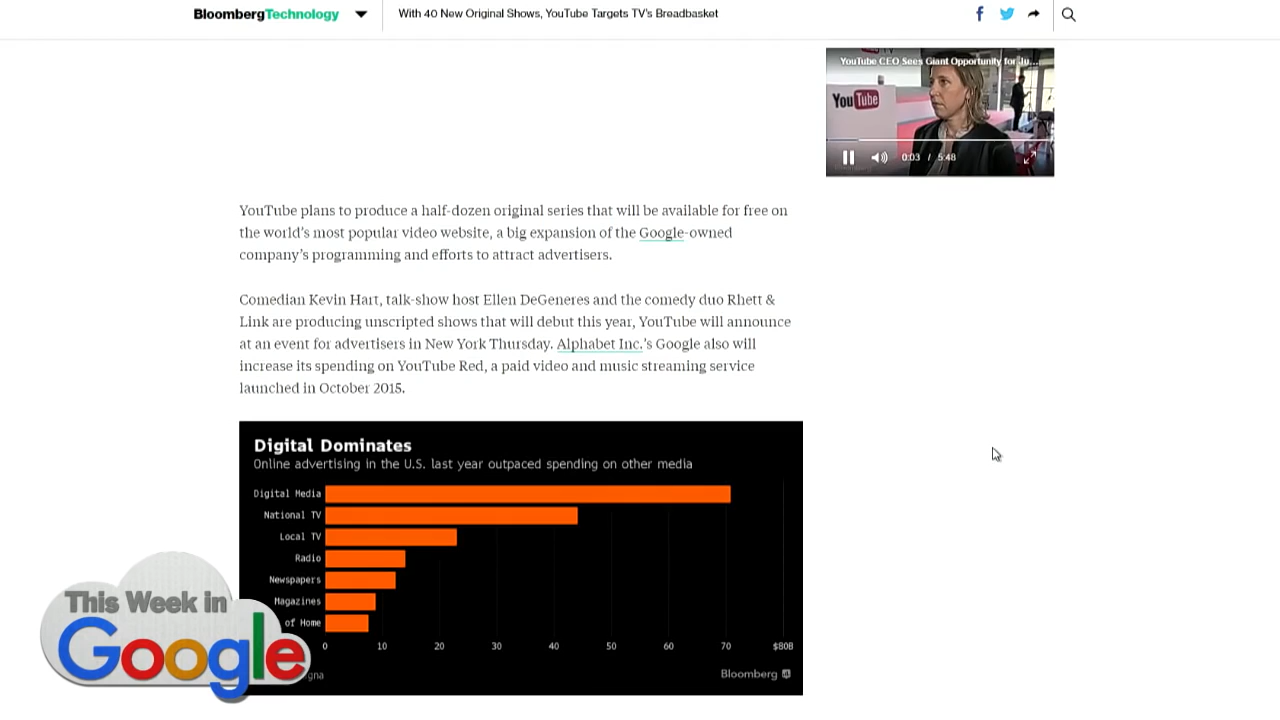 BloombergTechnology
With 40 New Original Shows, YouTube Targets TV's Breadbasket
YouTube CEO Sees Giant Opportunity for Ju...
YouTube
0:03 / 5:48
YouTube plans to produce a half-dozen original series that will be available for free on
the world's most popular video website, a big expansion of the Google-owned
company's programming and efforts to attract advertisers.
Comedian Kevin Hart, talk-show host Ellen DeGeneres and the comedy duo Rhett &
Link are producing unscripted shows that will debut this year, YouTube will announce
at an event for advertisers in New York Thursday. Alphabet Inc.'s Google also will
increase its spending on YouTube Red, a paid video and music streaming service
launched in October 2015.
Digital Dominates
Online advertising in the U.S. last year outpaced spending on other media
Digital Media
National TV
Local TV
Radio
Newspapers
Magazines
of Home
0 10 20 30 40 50 60 70 $80B
gna
Bloomberg
This Week in
Google